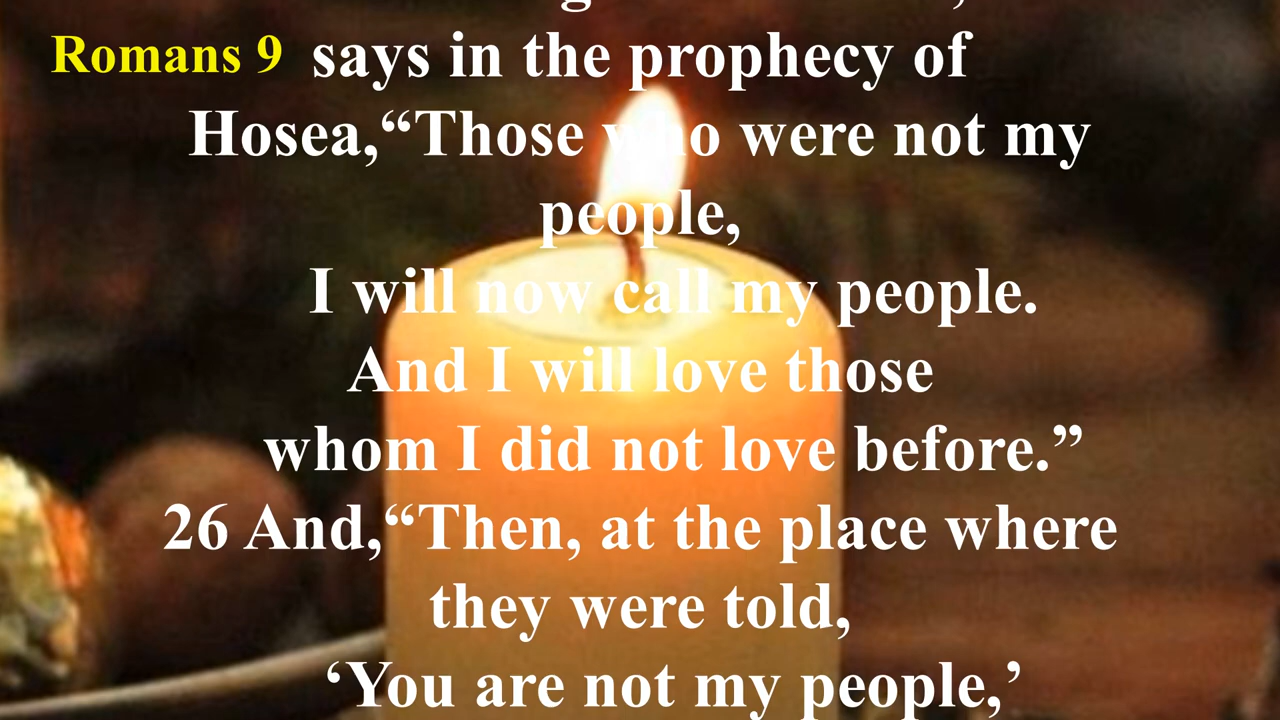 Romans 9 says in the prophecy of
Hosea,“Those who were not my
people,
I will now call my people.
And I will love those
whom I did not love before.”
26 And,“Then, at the place where
they were told,
‘You are not my people,’